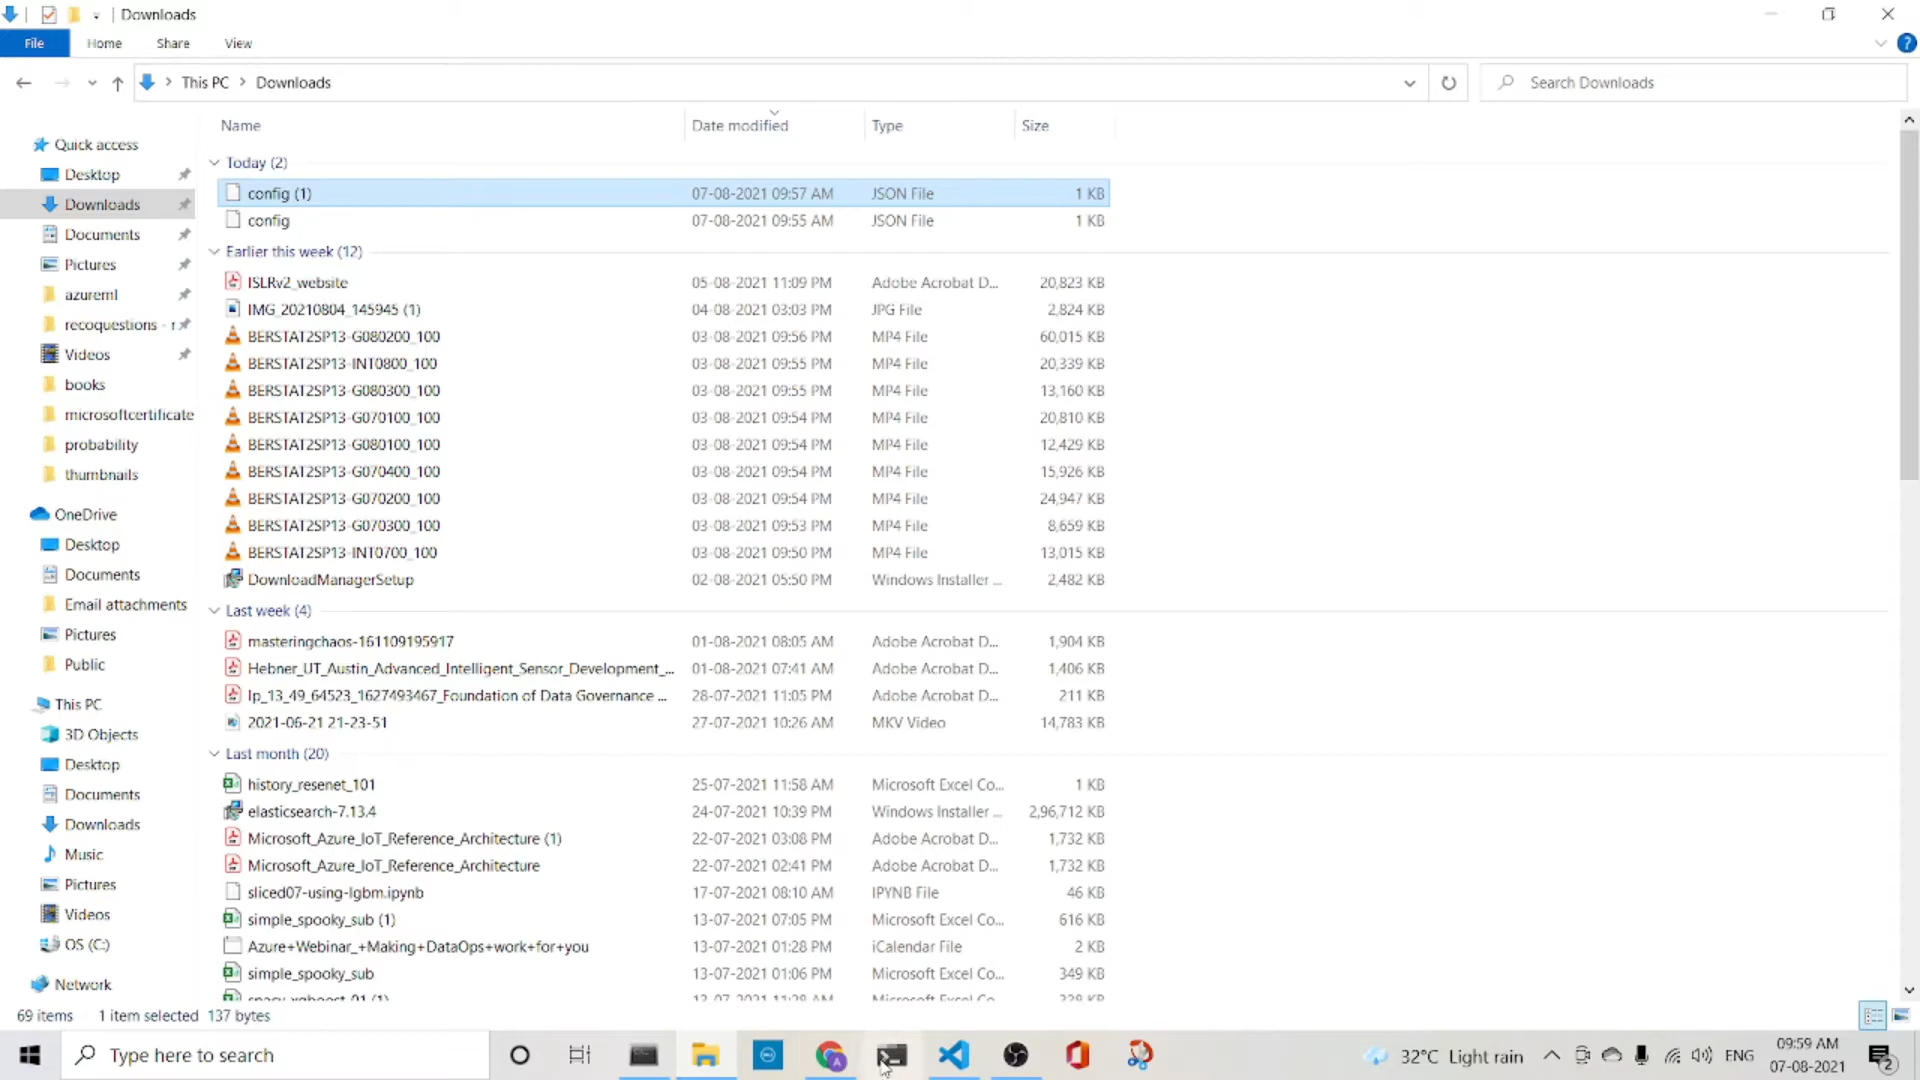 Downloads
File Home Share View
This PC Downloads
Search Downloads
Name Date modified Type Size
Quick access
Desktop
Downloads
Documents
Pictures
azureml
recoquestions - r
Videos
books
microsoftcertificate
probability
thumbnails
OneDrive
Desktop
Documents
Email attachments
Pictures
Public
This PC
3D Objects
Desktop
Documents
Downloads
Music
Pictures
Videos
OS (C:)
Network
Today (2)
config (1) 07-08-2021 09:57 AM JSON File 1 KB
config 07-08-2021 09:55 AM JSON File 1 KB
Earlier this week (12)
ISLRv2_website 05-08-2021 11:09 PM Adobe Acrobat D... 20,823 KB
IMG_20210804_145945 (1) 04-08-2021 03:03 PM JPG File 2,824 KB
BERSTAT2SP13-G080200_100 03-08-2021 09:56 PM MP4 File 60,015 KB
BERSTAT2SP13-INT0800_100 03-08-2021 09:55 PM MP4 File 20,339 KB
BERSTAT2SP13-G080300_100 03-08-2021 09:55 PM MP4 File 13,160 KB
BERSTAT2SP13-G070100_100 03-08-2021 09:54 PM MP4 File 20,810 KB
BERSTAT2SP13-G080100_100 03-08-2021 09:54 PM MP4 File 12,429 KB
BERSTAT2SP13-G070400_100 03-08-2021 09:54 PM MP4 File 15,926 KB
BERSTAT2SP13-G070200_100 03-08-2021 09:54 PM MP4 File 24,947 KB
BERSTAT2SP13-G070300_100 03-08-2021 09:53 PM MP4 File 8,659 KB
BERSTAT2SP13-INT0700_100 03-08-2021 09:50 PM MP4 File 13,015 KB
DownloadManagerSetup 02-08-2021 05:50 PM Windows Installer ... 2,482 KB
Last week (4)
masteringchaos-161109195917 01-08-2021 08:05 AM Adobe Acrobat D... 1,904 KB
Hebner_UT_Austin_Advanced_Intelligent_Sensor_Development_... 01-08-2021 07:41 AM Adobe Acrobat D... 1,406 KB
lp_13_49_64523_1627493467_Foundation of Data Governance ... 28-07-2021 11:05 PM Adobe Acrobat D... 211 KB
2021-06-21 21-23-51 27-07-2021 10:26 AM MKV Video 14,783 KB
Last month (20)
history_resenet_101 25-07-2021 11:58 AM Microsoft Excel Co... 1 KB
elasticsearch-7.13.4 24-07-2021 10:39 PM Windows Installer ... 2,96,712 KB
Microsoft_Azure_IoT_Reference_Architecture (1) 22-07-2021 03:08 PM Adobe Acrobat D... 1,732 KB
Microsoft_Azure_IoT_Reference_Architecture 22-07-2021 02:41 PM Adobe Acrobat D... 1,732 KB
sliced07-using-lgbm.ipynb 17-07-2021 08:10 AM IPYNB File 46 KB
simple_spooky_sub (1) 13-07-2021 07:05 PM Microsoft Excel Co... 616 KB
Azure+Webinar_+Making+DataOps+work+for+you 13-07-2021 01:28 PM iCalendar File 2 KB
simple_spooky_sub 13-07-2021 01:06 PM Microsoft Excel Co... 349 KB
69 items 1 item selected 137 bytes
Type here to search
32°C Light rain
ENG
09:59 AM
07-08-2021
2